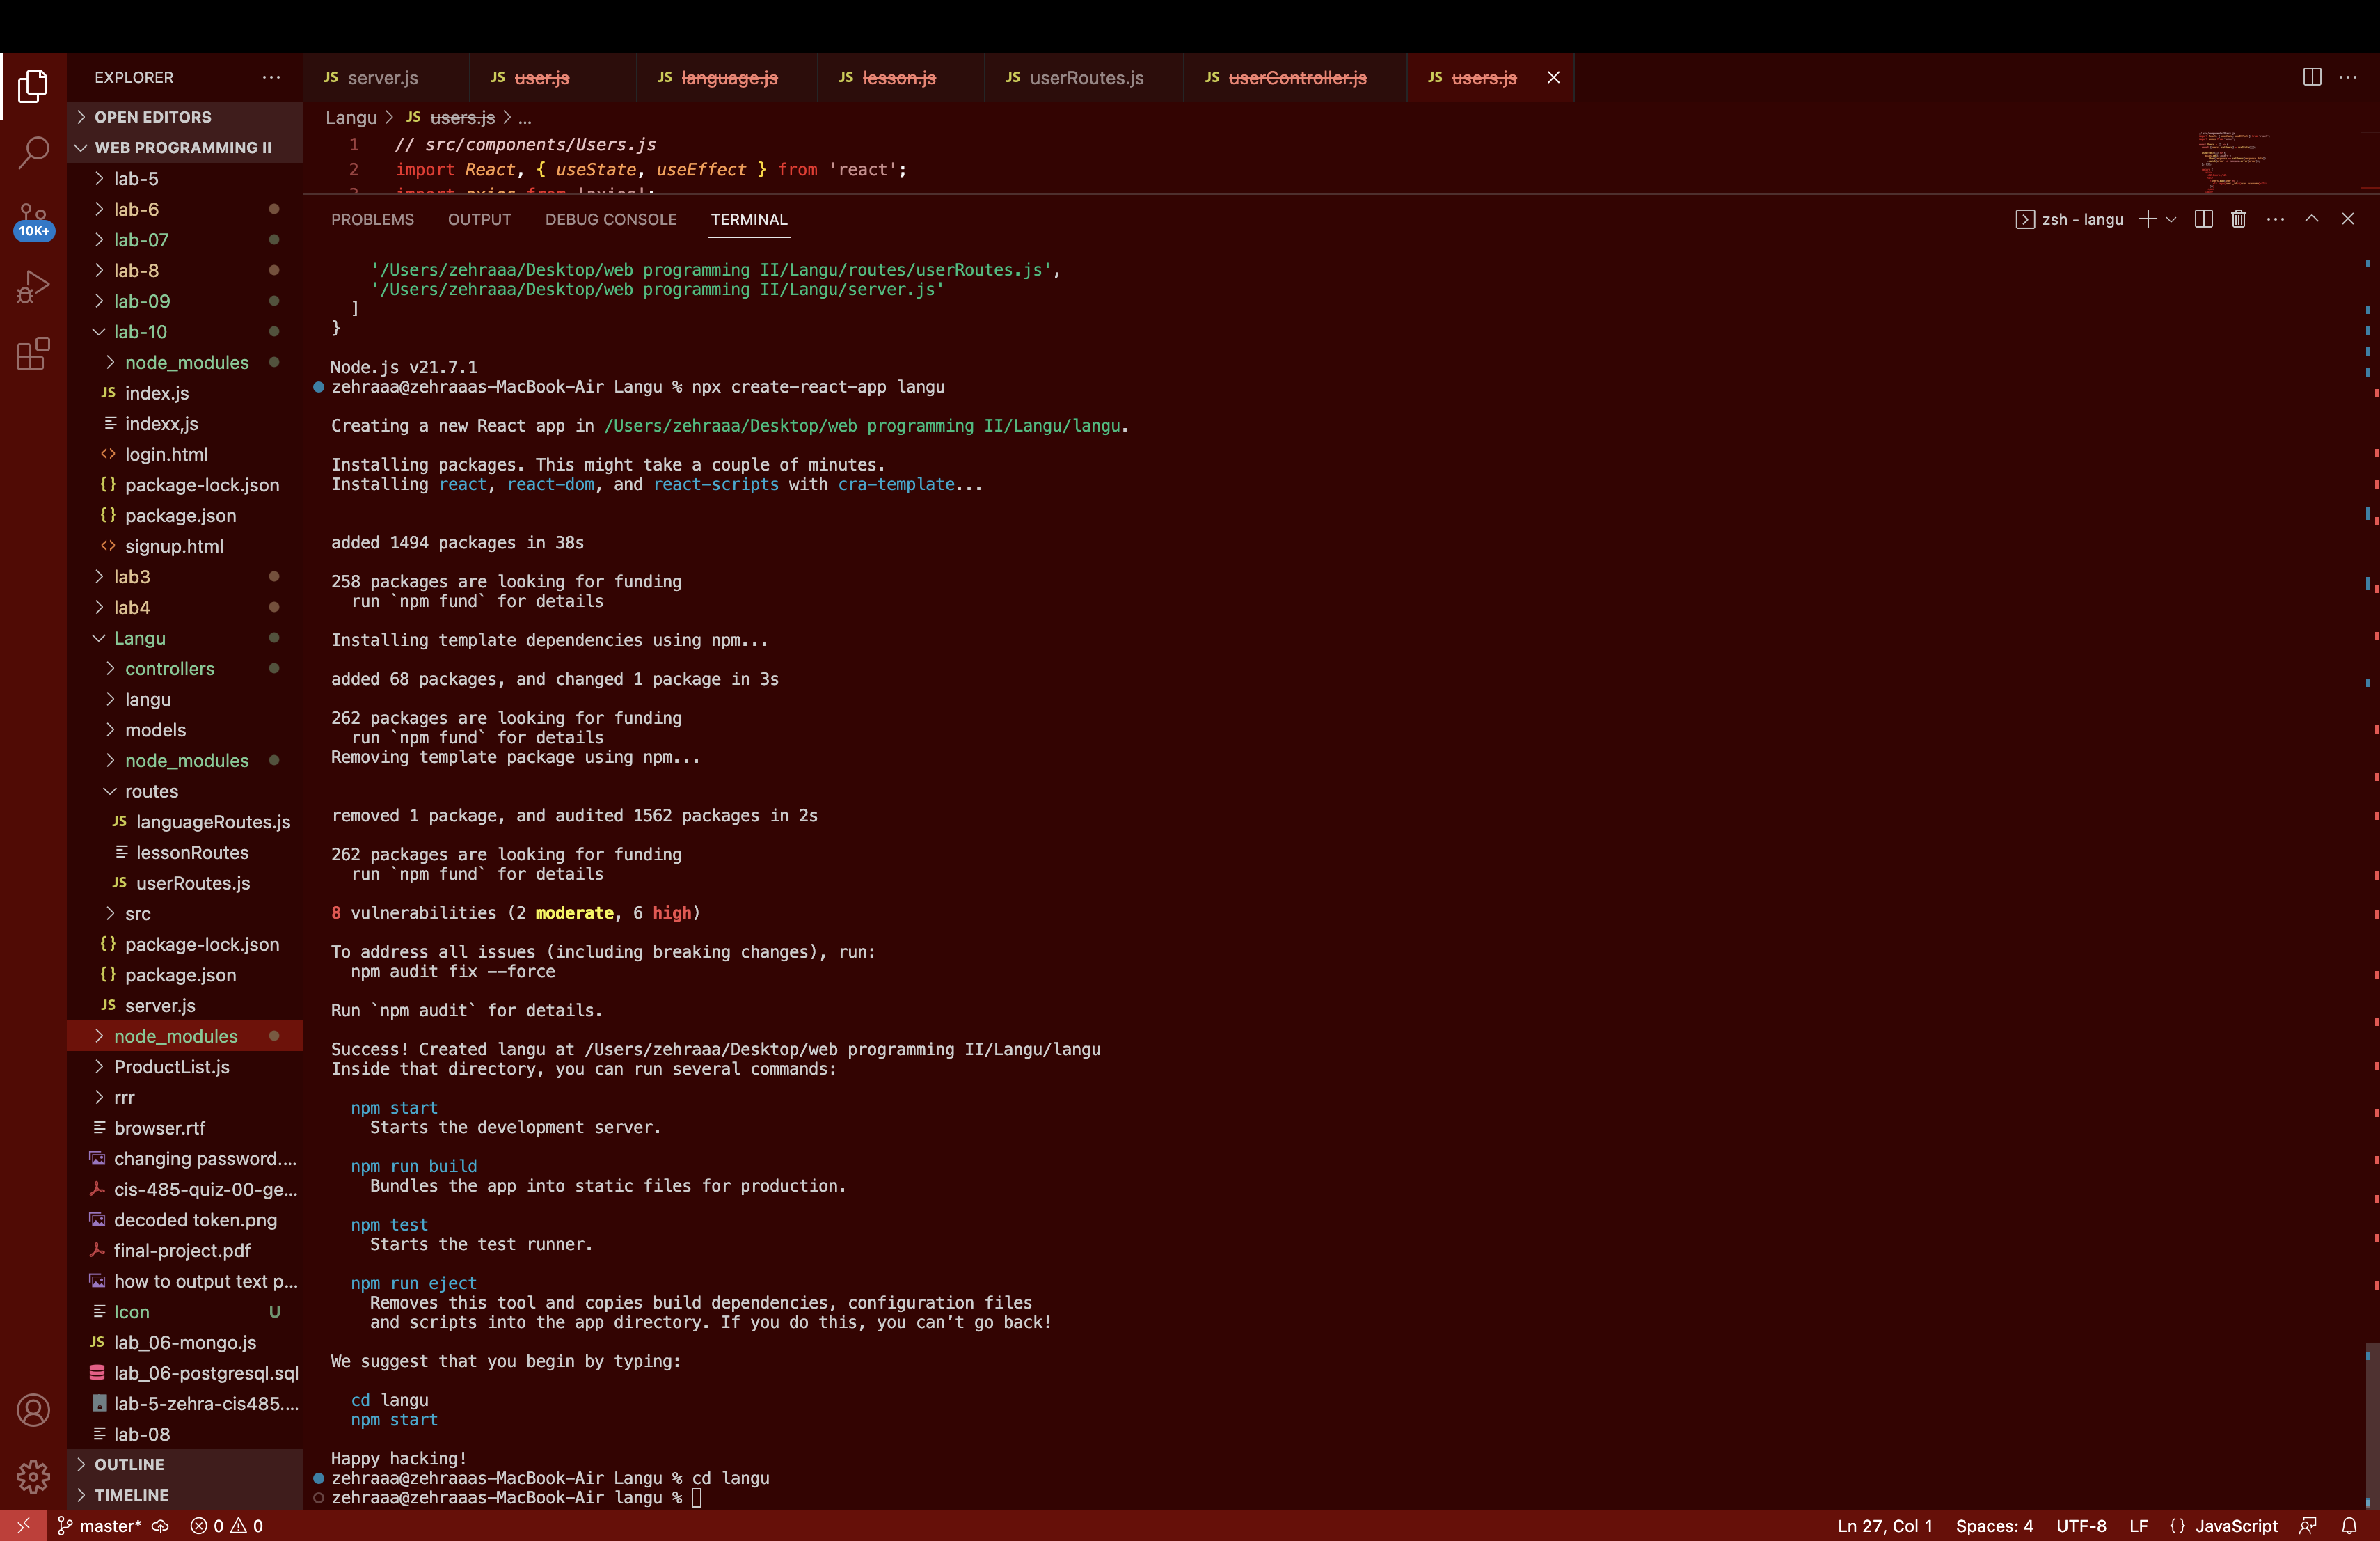 EXPLORER ···
OPEN EDITORS
WEB PROGRAMMING II
lab-5
lab-6
lab-07
lab-8
lab-09
lab-10
node_modules
JS index.js
indexx,js
<> login.html
{} package-lock.json
{} package.json
<> signup.html
lab3
lab4
Langu
controllers
langu
models
node_modules
routes
JS languageRoutes.js
lessonRoutes
JS userRoutes.js
src
{} package-lock.json
{} package.json
JS server.js
node_modules
ProductList.js
rrr
browser.rtf
changing password....
cis-485-quiz-00-ge...
decoded token.png
final-project.pdf
how to output text p...
Icon U
JS lab_06-mongo.js
lab_06-postgresql.sql
lab-5-zehra-cis485....
lab-08
OUTLINE
TIMELINE
10K+
JS server.js JS user.js JS language.js JS lesson.js JS userRoutes.js JS userController.js JS users.js
Langu > JS users.js > ...
1 // src/components/Users.js
2 import React, { useState, useEffect } from 'react';
3 import axios from 'axios';
PROBLEMS OUTPUT DEBUG CONSOLE TERMINAL
zsh - langu
'/Users/zehraaa/Desktop/web programming II/Langu/routes/userRoutes.js',
'/Users/zehraaa/Desktop/web programming II/Langu/server.js'
]
}
Node.js v21.7.1
zehraaa@zehraaas-MacBook-Air Langu % npx create-react-app langu
Creating a new React app in /Users/zehraaa/Desktop/web programming II/Langu/langu.
Installing packages. This might take a couple of minutes.
Installing react, react-dom, and react-scripts with cra-template...
added 1494 packages in 38s
258 packages are looking for funding
run `npm fund` for details
Installing template dependencies using npm...
added 68 packages, and changed 1 package in 3s
262 packages are looking for funding
run `npm fund` for details
Removing template package using npm...
removed 1 package, and audited 1562 packages in 2s
262 packages are looking for funding
run `npm fund` for details
8 vulnerabilities (2 moderate, 6 high)
To address all issues (including breaking changes), run:
npm audit fix --force
Run `npm audit` for details.
Success! Created langu at /Users/zehraaa/Desktop/web programming II/Langu/langu
Inside that directory, you can run several commands:
npm start
Starts the development server.
npm run build
Bundles the app into static files for production.
npm test
Starts the test runner.
npm run eject
Removes this tool and copies build dependencies, configuration files
and scripts into the app directory. If you do this, you can’t go back!
We suggest that you begin by typing:
cd langu
npm start
Happy hacking!
zehraaa@zehraaas-MacBook-Air Langu % cd langu
zehraaa@zehraaas-MacBook-Air langu %
master* 0 0 Ln 27, Col 1 Spaces: 4 UTF-8 LF {} JavaScript